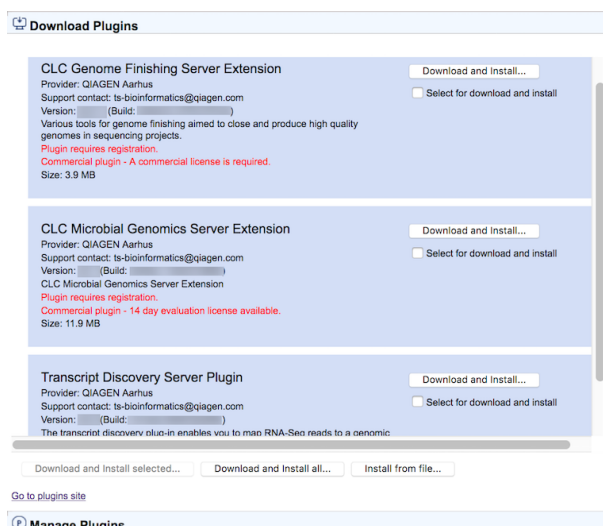 Download Plugins
CLC Genome Finishing Server Extension
Download and Install...
Provider: QIAGEN Aarhus
Support contact: ts-bioinformatics@qiagen.com
Select for download and install
Version: (Build: )
Various tools for genome finishing aimed to close and produce high quality
genomes in sequencing projects.
Plugin requires registration.
Commercial plugin - A commercial license is required.
Size: 3.9 MB
CLC Microbial Genomics Server Extension
Download and Install...
Provider: QIAGEN Aarhus
Support contact: ts-bioinformatics@qiagen.com
Select for download and install
Version: (Build: )
CLC Microbial Genomics Server Extension
Plugin requires registration.
Commercial plugin - 14 day evaluation license available.
Size: 11.9 MB
Transcript Discovery Server Plugin
Download and Install...
Provider: QIAGEN Aarhus
Support contact: ts-bioinformatics@qiagen.com
Select for download and install
Version: (Build: )
The transcript discovery plug-in enables you to map RNA-Seq reads to a genomic
Download and Install selected... Download and Install all... Install from file...
Go to plugins site
P Manage Plugins